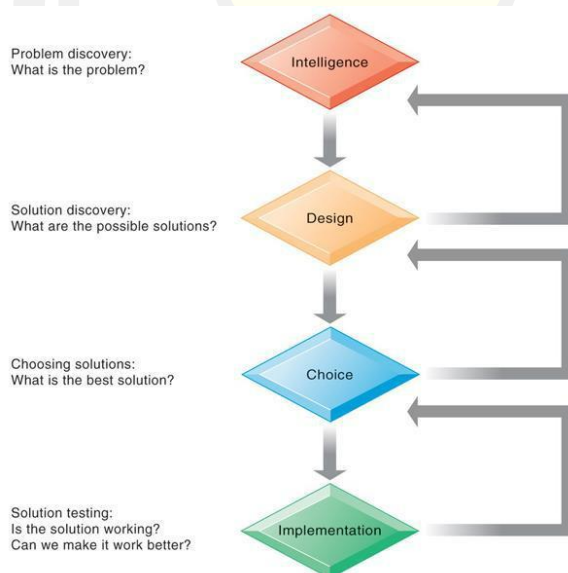 Problem discovery:
What is the problem?
Intelligence
Solution discovery:
What are the possible solutions?
Design
Choosing solutions:
What is the best solution?
Choice
Solution testing:
Is the solution working?
Can we make it work better?
Implementation